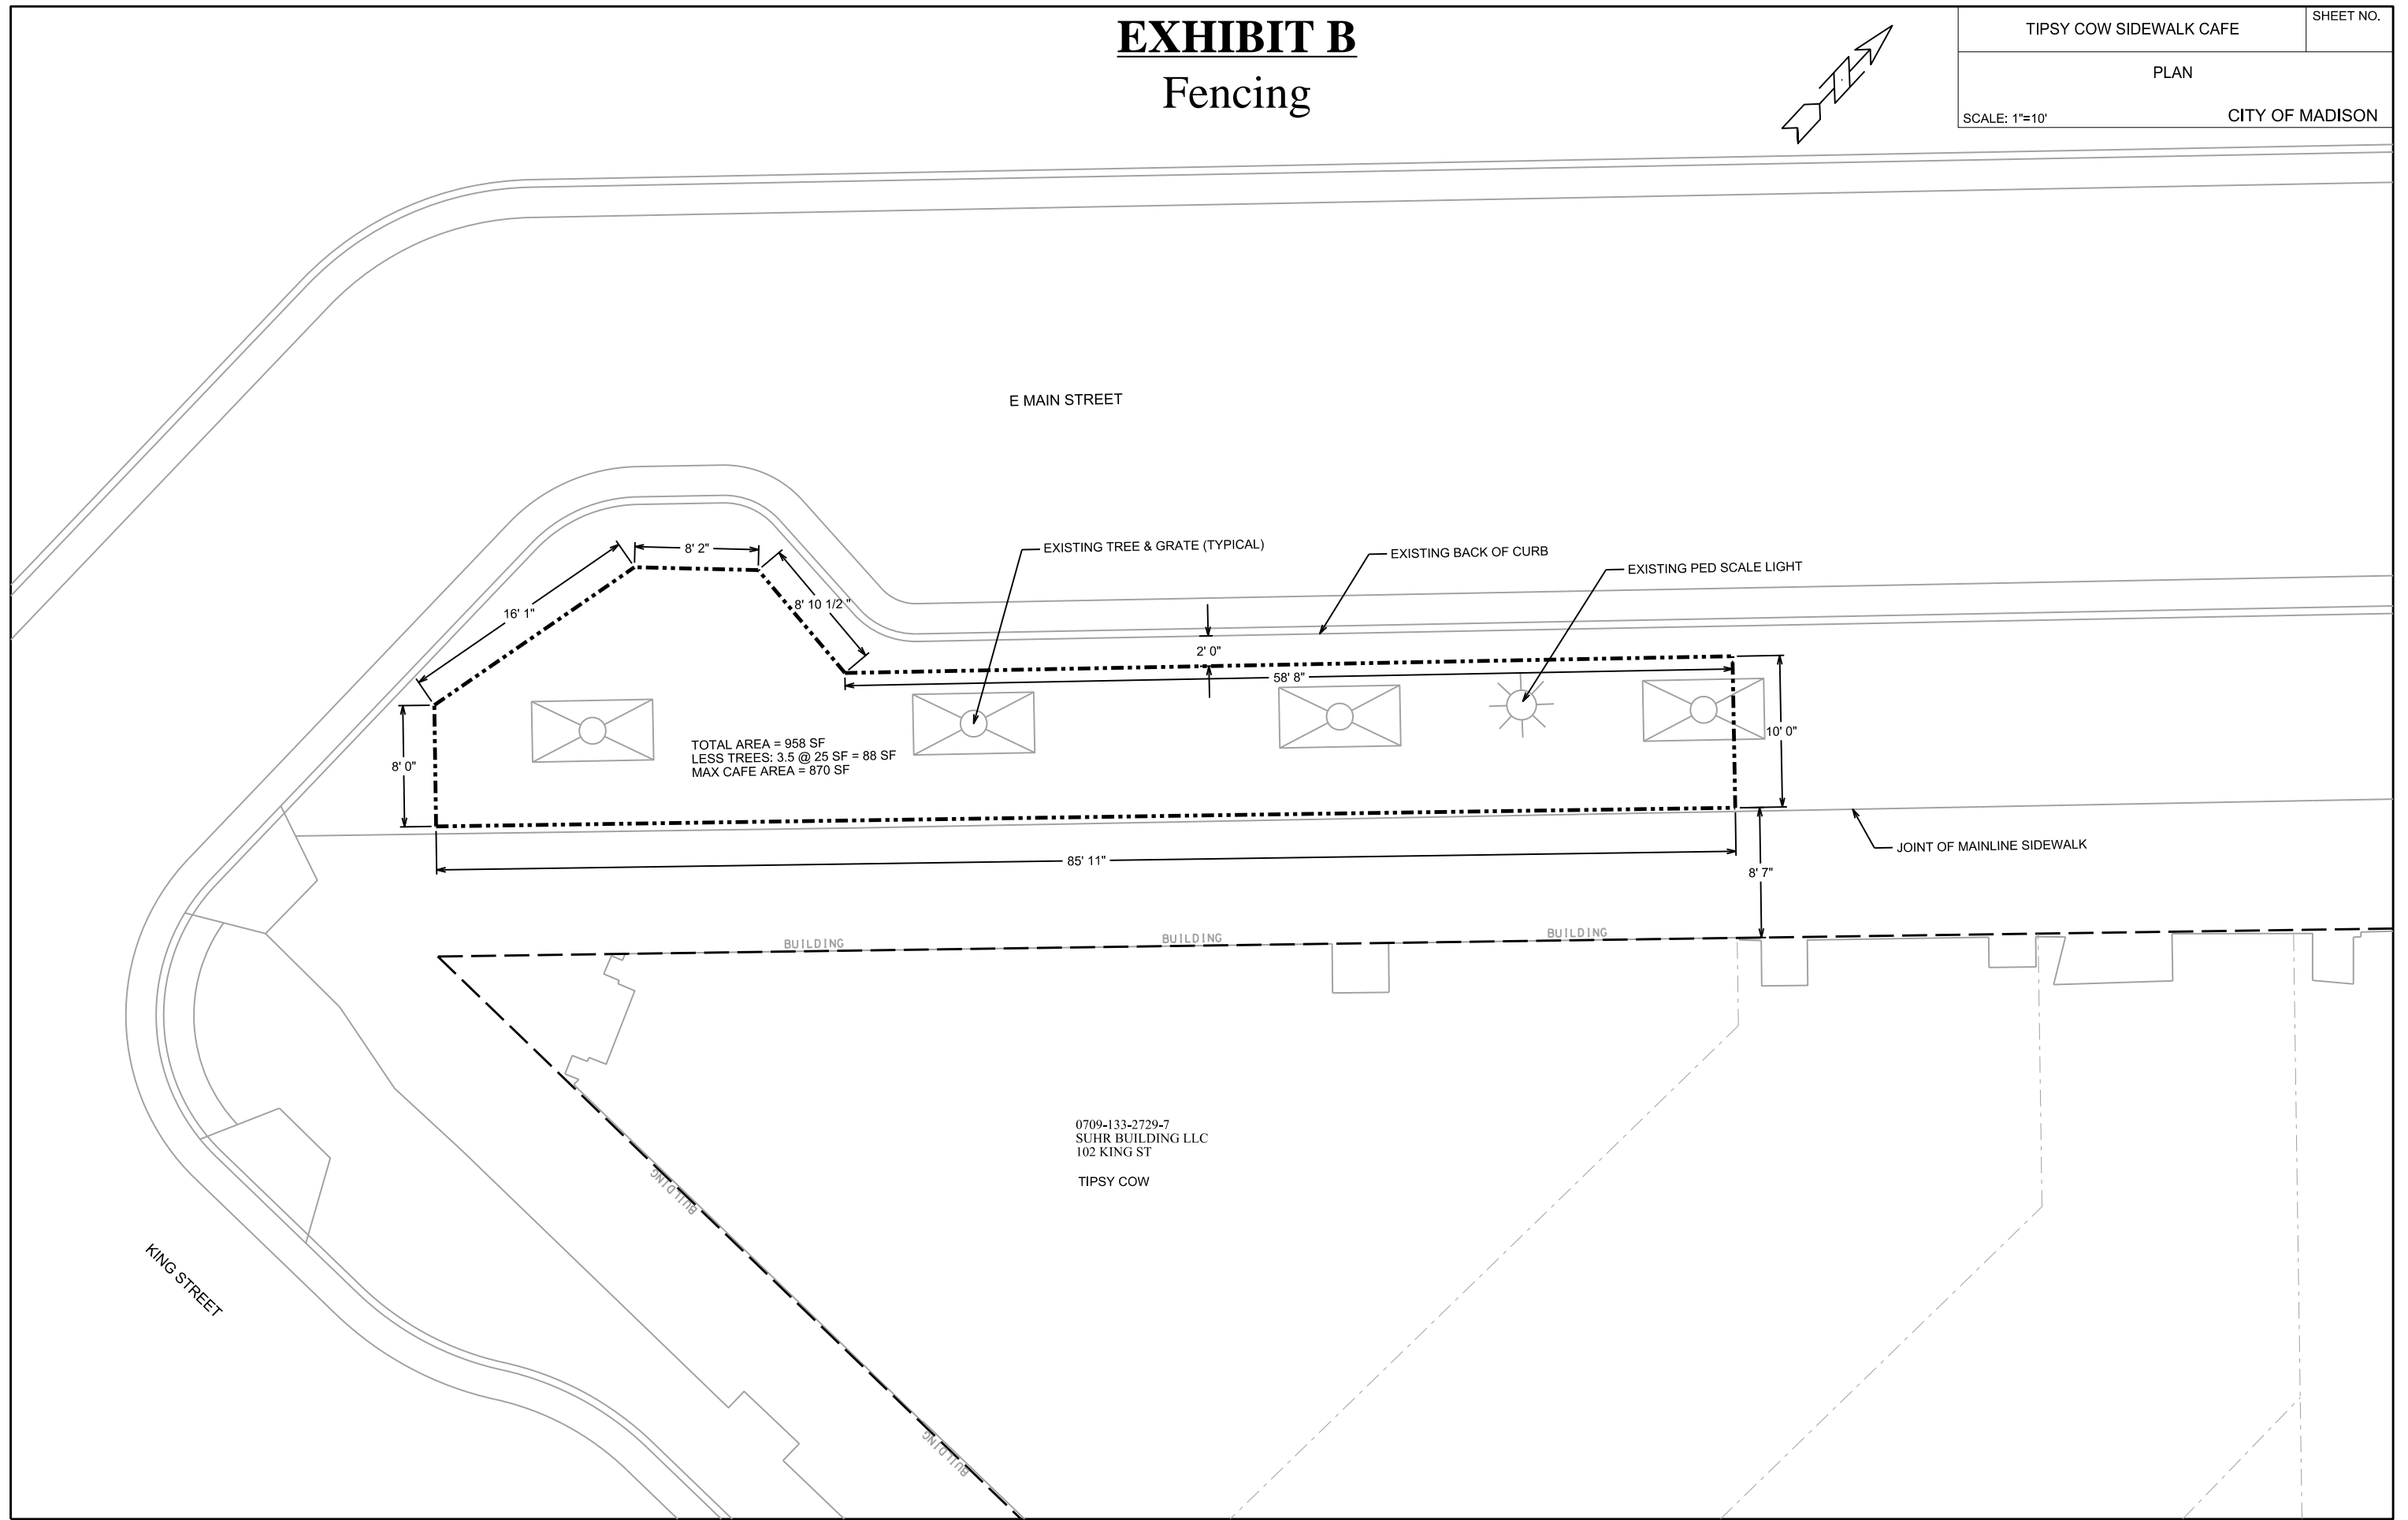 EXHIBIT B
Fencing
TIPSY COW SIDEWALK CAFE
SHEET NO.
PLAN
SCALE: 1"=10'
CITY OF MADISON
E MAIN STREET
8' 2"
EXISTING TREE & GRATE (TYPICAL)
EXISTING BACK OF CURB
EXISTING PED SCALE LIGHT
16' 1"
8' 10 1/2 "
2' 0"
58' 8"
10' 0"
TOTAL AREA = 958 SF
LESS TREES: 3.5 @ 25 SF = 88 SF
MAX CAFE AREA = 870 SF
8' 0"
85' 11"
JOINT OF MAINLINE SIDEWALK
8' 7"
BUILDING
BUILDING
BUILDING
0709-133-2729-7
SUHR BUILDING LLC
102 KING ST
TIPSY COW
BUILDING
KING STREET
BUILDING